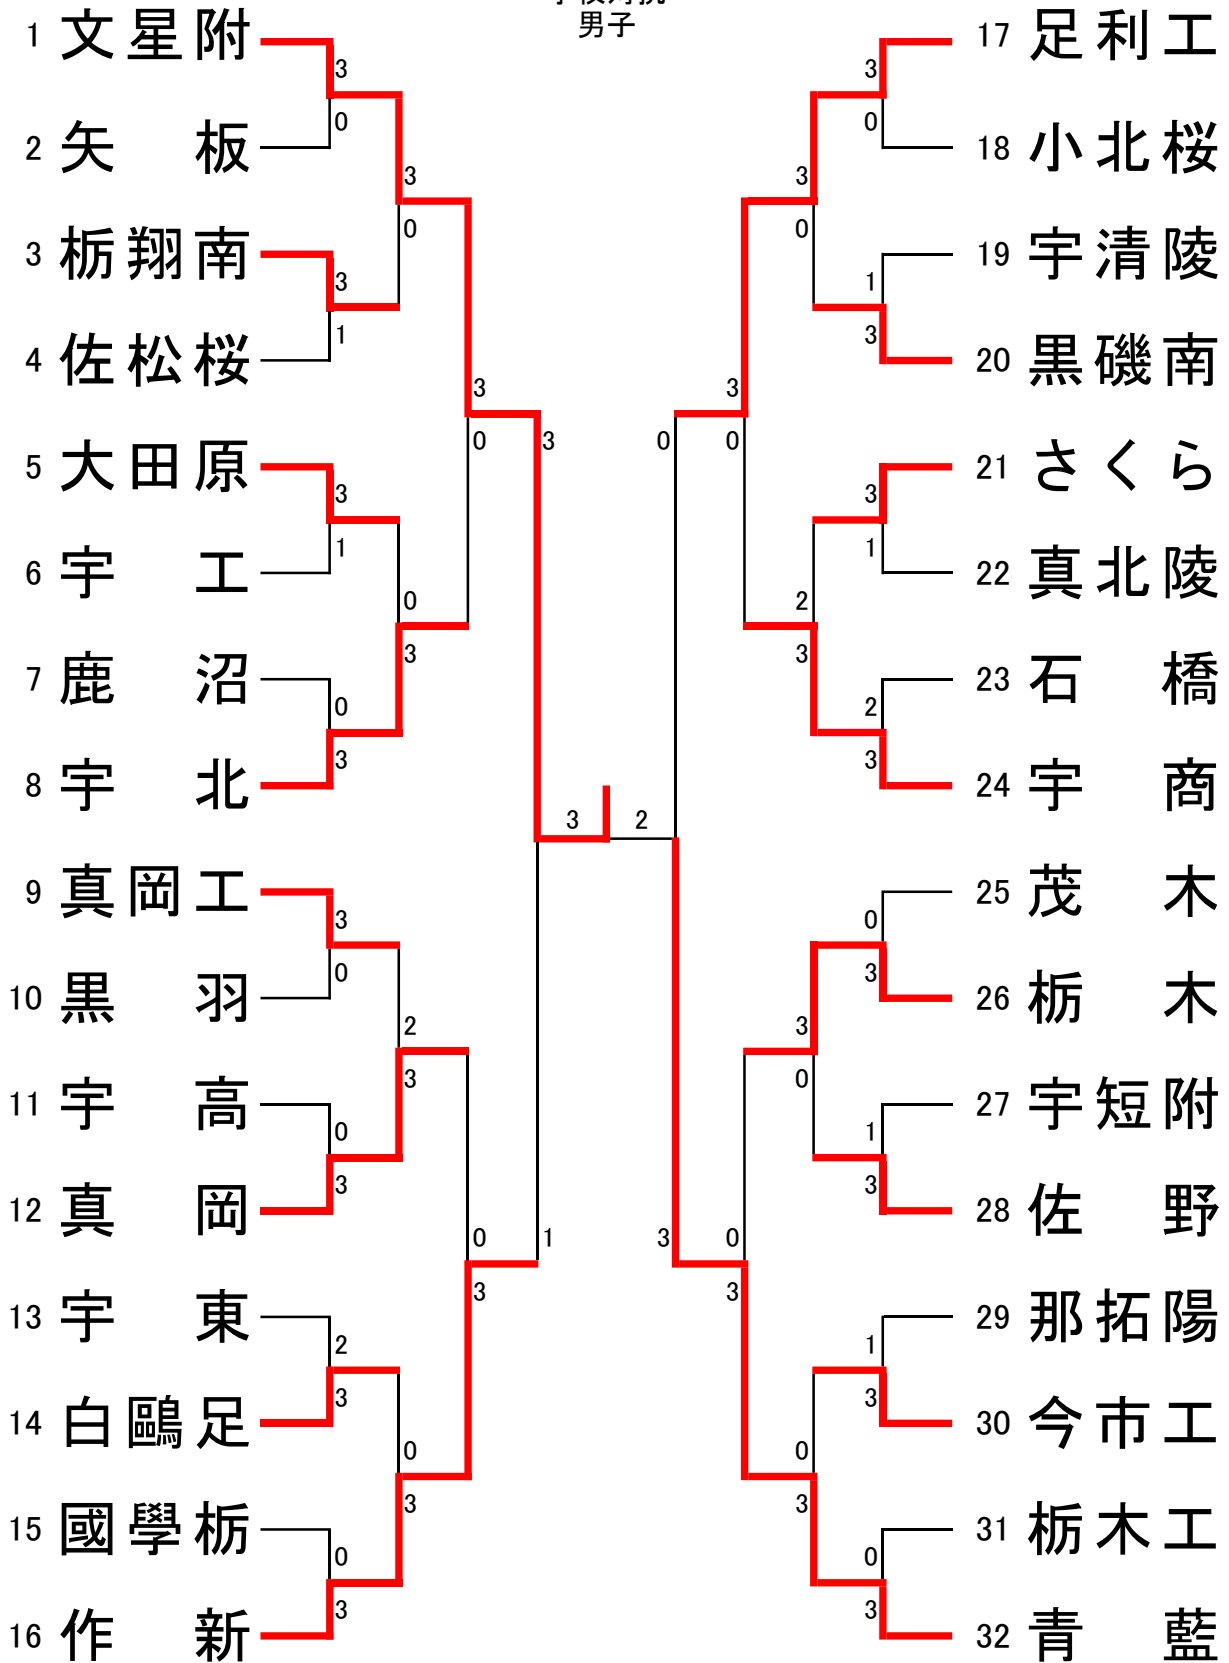 男子
1 文星附
3
0
2 矢板
3
0
3 栃翔南
3
1
4 佐松桜
3
0
5 大田原
3
1
6 宇工
0
3
7 鹿沼
0
3
8 宇北
3
1
9 真岡工
3
0
10 黒羽
2
3
11 宇高
0
3
12 真岡
0
3
13 宇東
2
3
14 白鷗足
0
3
15 國學栃
0
3
16 作新
3 2
17 足利工
3
0
18 小北桜
3
0
19 宇清陵
1
3
20 黒磯南
3
0
21 さくら
3
1
22 真北陵
2
3
23 石橋
2
3
24 宇商
0
3
25 茂木
0
3
26 栃木
3
0
27 宇短附
1
3
28 佐野
0
3
29 那拓陽
1
3
30 今市工
0
3
31 栃木工
0
3
32 青藍